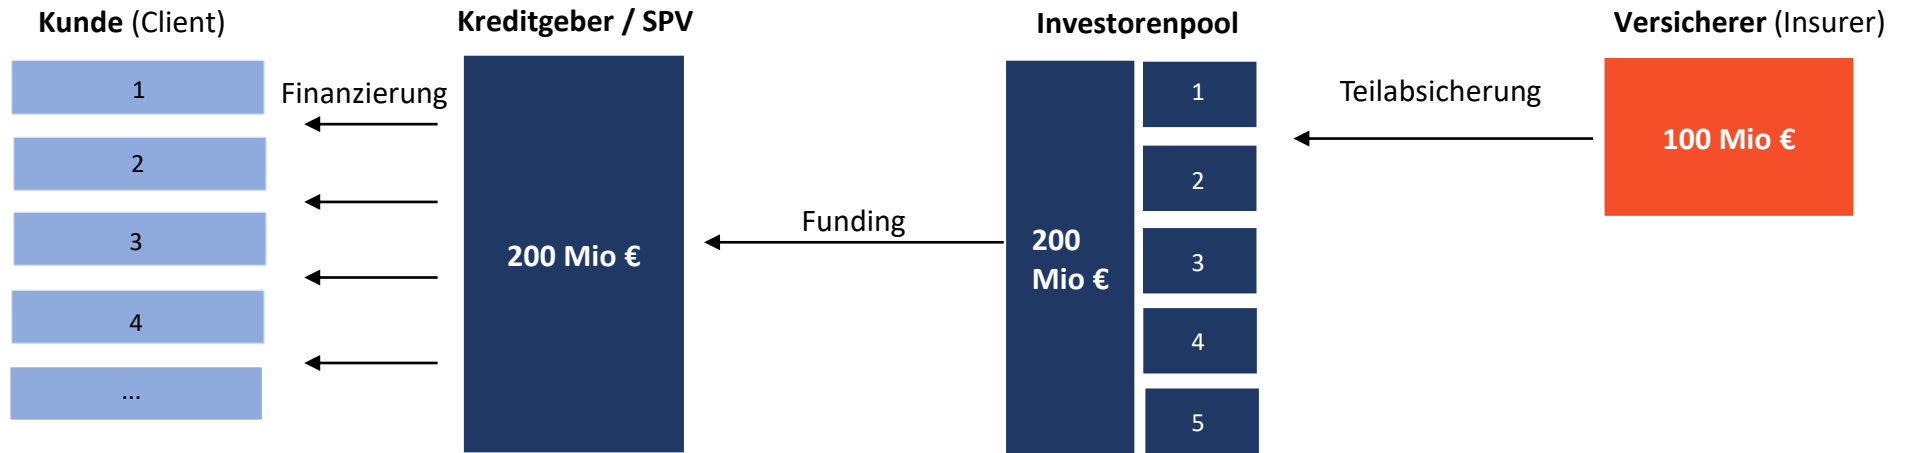 Kunde (Client)
Kreditgeber / SPV
Investorenpool
Versicherer (Insurer)
1
2
3
4
...
Finanzierung
200 Mio €
Funding
200
Mio €
1
2
3
4
5
Teilabsicherung
100 Mio €